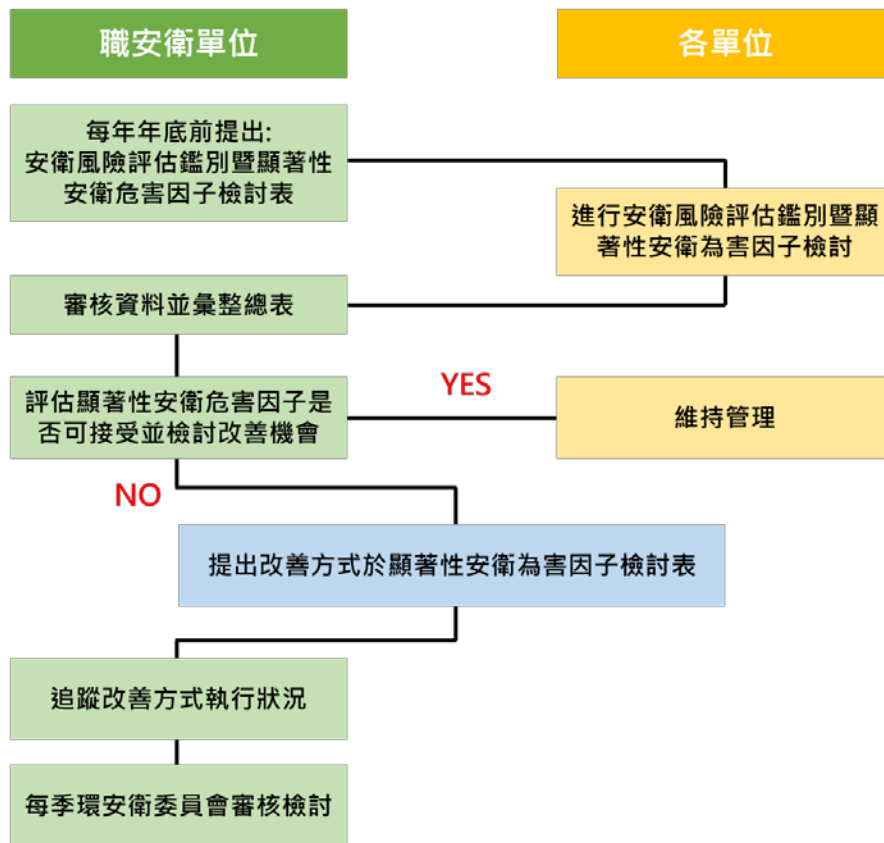 職安衛單位
各單位
每年年底前提出:
安衛風險評估鑑別暨顯著性
安衛危害因子檢討表
進行安衛風險評估鑑別暨顯
著性安衛為害因子檢討
審核資料並彙整總表
評估顯著性安衛危害因子是
否可接受並檢討改善機會
YES
維持管理
NO
提出改善方式於顯著性安衛為害因子檢討表
追蹤改善方式執行狀況
每季環安衛委員會審核檢討